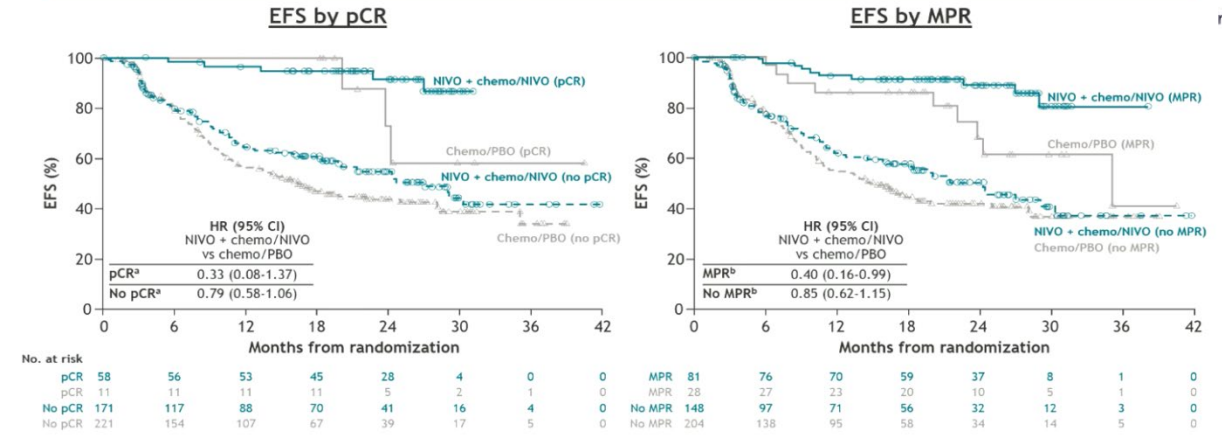 EFS by pCR
100
80
60
40
20
0
EFS (%)
NIVO + chemo/NIVO (pCR)
Chemo/PBO (pCR)
NIVO + chemo/NIVO (no pCR)
Chemo/PBO (no pCR)
HR (95% CI)
NIVO + chemo/NIVO
vs chemo/PBO
pCRᵃ 0.33 (0.08-1.37)
No pCRᵃ 0.79 (0.58-1.06)
0 6 12 18 24 30 36 42
Months from randomization
No. at risk
pCR 58 56 53 45 28 4 0 0
pCR 11 11 11 11 5 2 1 0
No pCR 171 117 88 70 41 16 4 0
No pCR 221 154 107 67 39 17 5 0
EFS by MPR
100
80
60
40
20
0
EFS (%)
NIVO + chemo/NIVO (MPR)
Chemo/PBO (MPR)
NIVO + chemo/NIVO (no MPR)
Chemo/PBO (no MPR)
HR (95% CI)
NIVO + chemo/NIVO
vs chemo/PBO
MPRᵇ 0.40 (0.16-0.99)
No MPRᵇ 0.85 (0.62-1.15)
0 6 12 18 24 30 36 42
Months from randomization
MPR 81 76 70 59 37 8 1 0
MPR 28 27 23 20 10 5 1 0
No MPR 148 97 71 56 32 12 3 0
No MPR 204 138 95 58 34 14 5 0